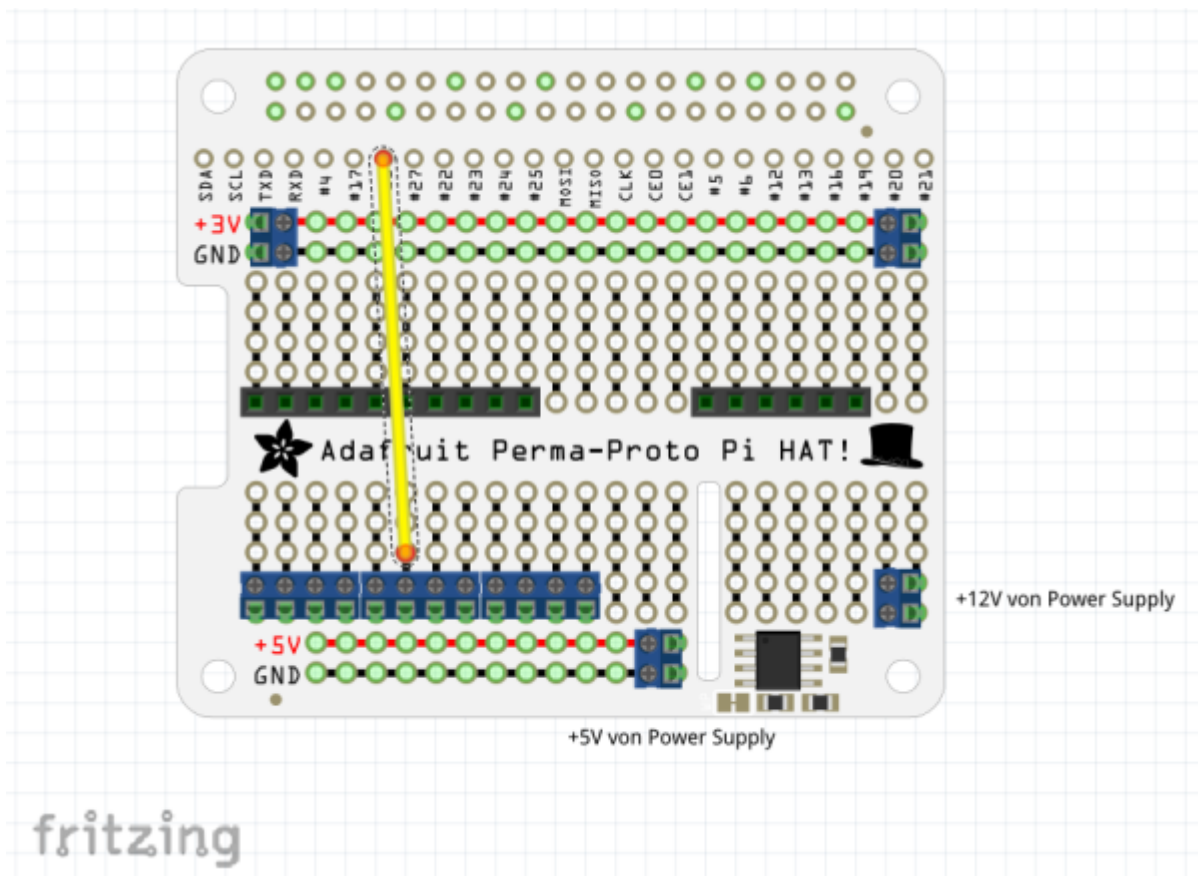 SDA SCL TXD RXD #4 #17 #27 #22 #23 #24 #25 MOSI MISO CLK CE0 CE1 #5 #6 #12 #13 #16 #19 #20 #21
+3V
GND
Adafruit Perma-Proto Pi HAT!
+12V von Power Supply
+5V
GND
+5V von Power Supply
fritzing